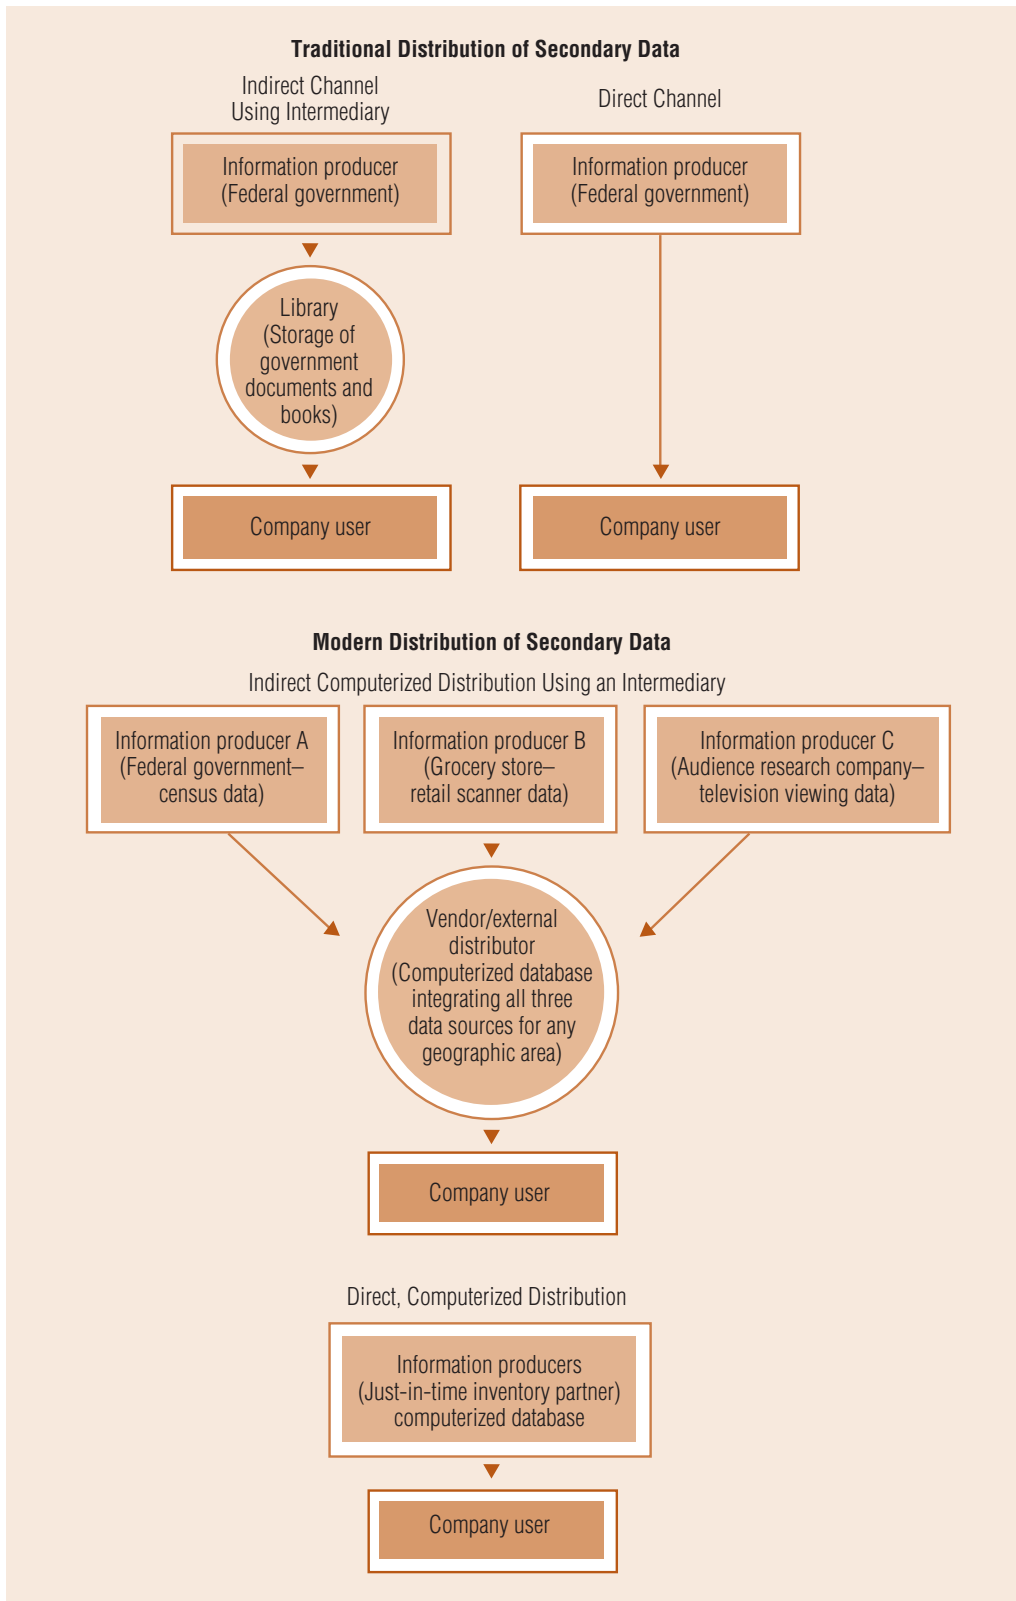 Traditional Distribution of Secondary Data
Indirect Channel
Using Intermediary
Direct Channel
Information producer
(Federal government)
Information producer
(Federal government)
Library
(Storage of
government
documents and
books)
Company user
Company user
Modern Distribution of Secondary Data
Indirect Computerized Distribution Using an Intermediary
Information producer A
(Federal government–
census data)
Information producer B
(Grocery store–
retail scanner data)
Information producer C
(Audience research company–
television viewing data)
Vendor/external
distributor
(Computerized database
integrating all three
data sources for any
geographic area)
Company user
Direct, Computerized Distribution
Information producers
(Just-in-time inventory partner)
computerized database
Company user